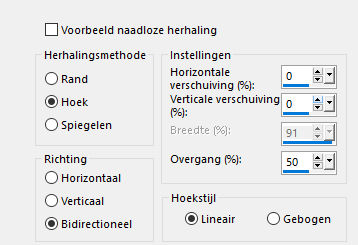 Voorbeeld naadloze herhaling
Herhalingsmethode
Rand
Hoek
Spiegelen
Richting
Horizontaal
Verticaal
Bidirectioneel
Instellingen
Horizontale
verschuiving (%):
0
Verticale verschuiving
(%):
0
Breedte (%):
91
Overgang (%):
50
Hoekstijl
Lineair
Gebogen